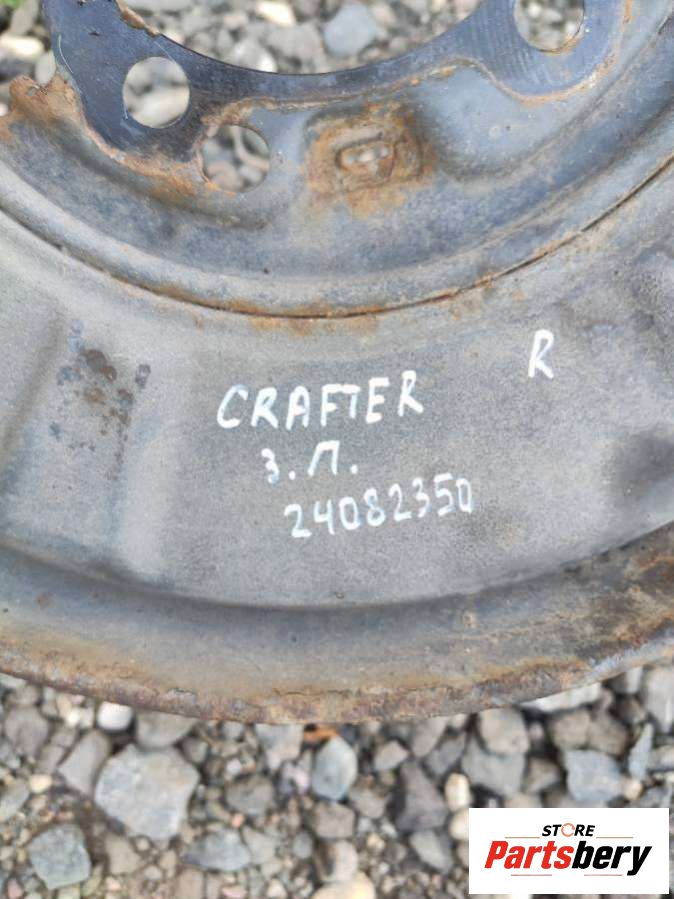 R
CRAFTER
З.П.
24082350
STORE
Partsbery